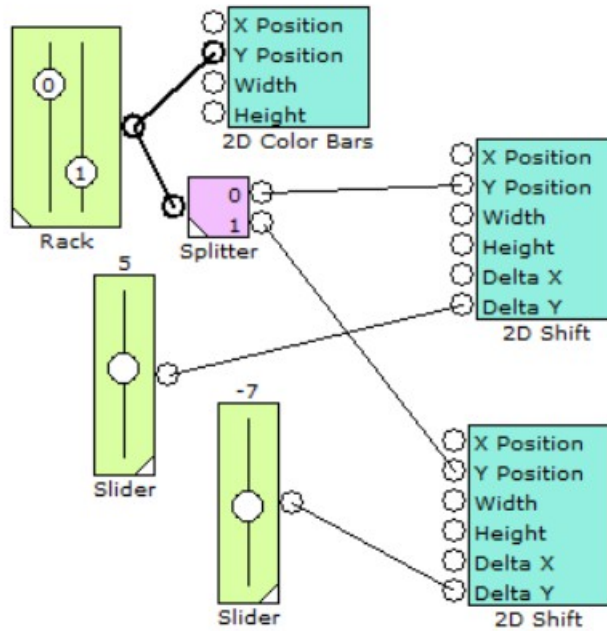 0
1
Rack
X Position
Y Position
Width
Height
2D Color Bars
0
1
Splitter
X Position
Y Position
Width
Height
Delta X
Delta Y
2D Shift
5
Slider
-7
Slider
X Position
Y Position
Width
Height
Delta X
Delta Y
2D Shift